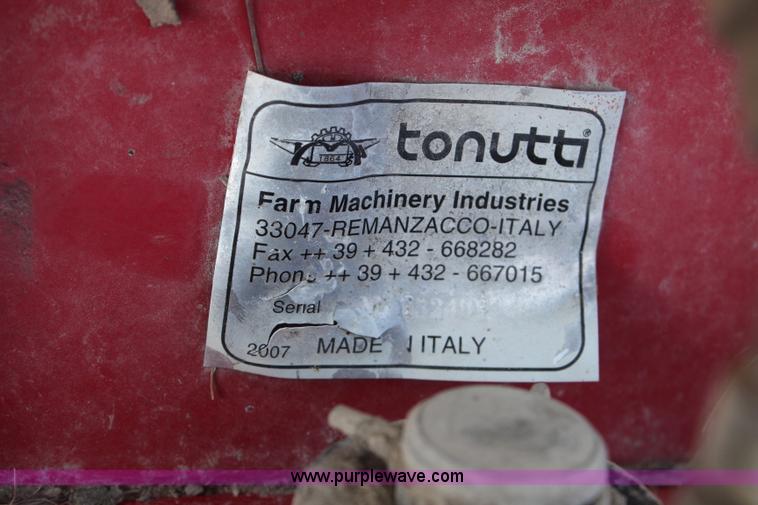 1864 tonutti®
Farm Machinery Industries
33047-REMANZACCO-ITALY
Fax ++ 39 + 432 - 668282
Phone ++ 39 + 432 - 667015
Serial
2007 MADE IN ITALY
www.purplewave.com